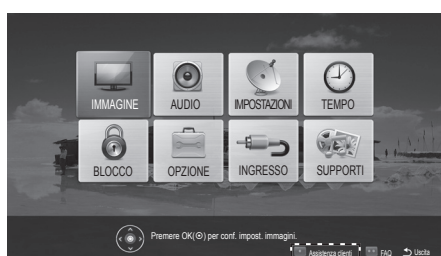 IMMAGINE AUDIO IMPOSTAZIONI TEMPO
BLOCCO OPZIONE INGRESSO SUPPORTI
Premere OK(⊙) per conf. impost. immagini.
Assistenza clienti FAQ Uscita